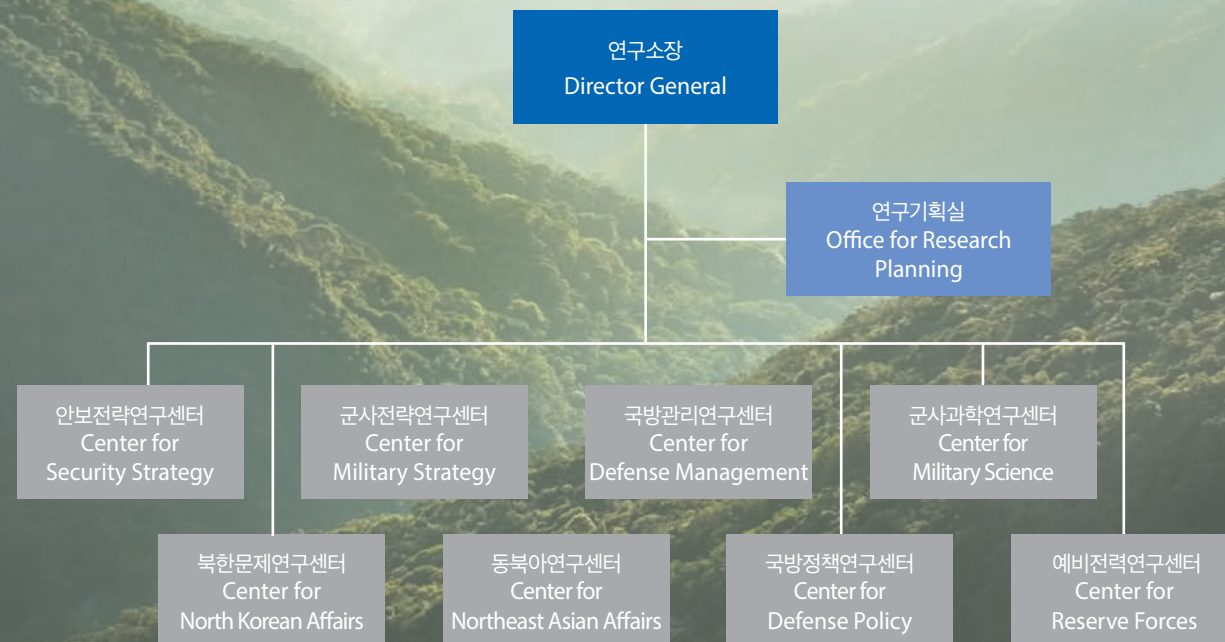 연구소장
Director General
연구기획실
Office for Research
Planning
안보전략연구센터
Center for
Security Strategy
군사전략연구센터
Center for
Military Strategy
국방관리연구센터
Center for
Defense Management
군사과학연구센터
Center for
Military Science
북한문제연구센터
Center for
North Korean Affairs
동북아연구센터
Center for
Northeast Asian Affairs
국방정책연구센터
Center for
Defense Policy
예비전력연구센터
Center for
Reserve Forces